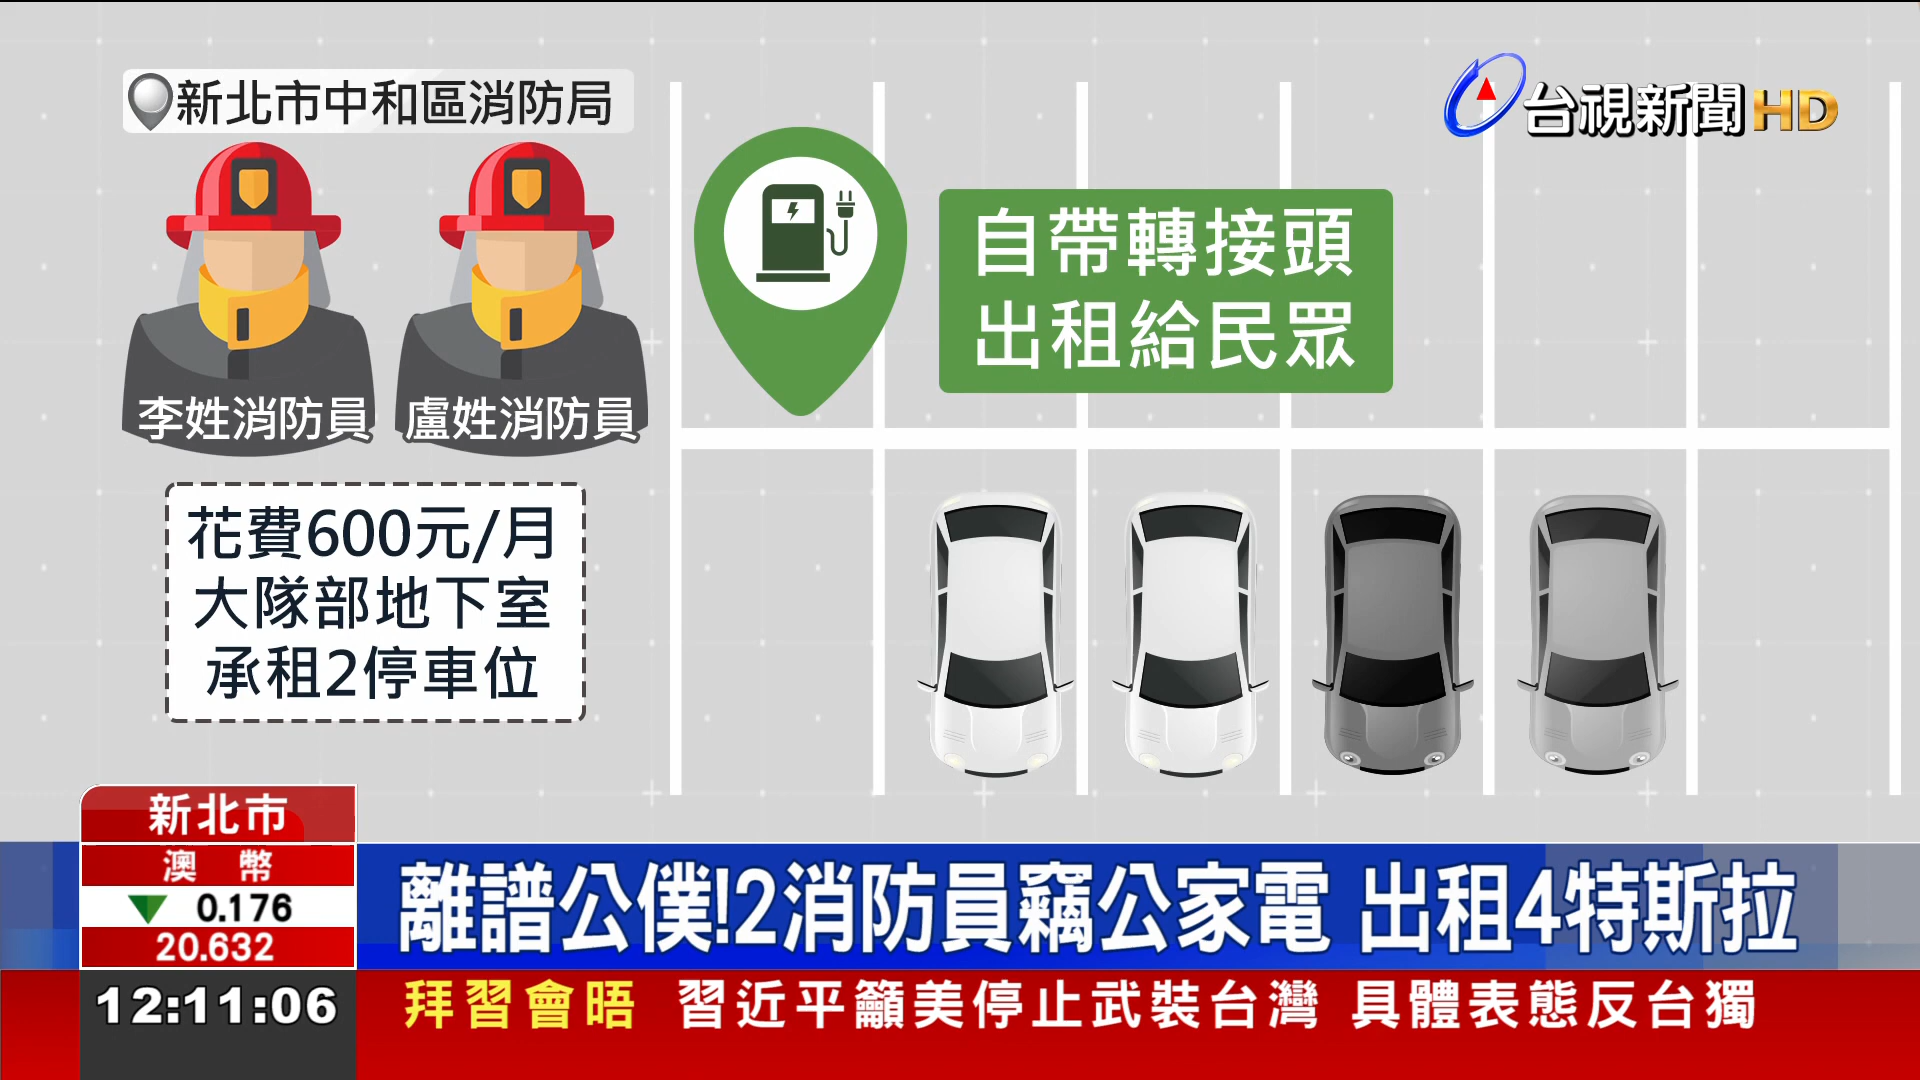 新北市中和區消防局
台視新聞HD
自帶轉接頭
出租給民眾
李姓消防員
盧姓消防員
花費600元/月
大隊部地下室
承租2停車位
新北市
澳幣
0.176
20.632
離譜公僕!2消防員竊公家電 出租4特斯拉
12:11:06
拜習會晤 習近平籲美停止武裝台灣 具體表態反台獨